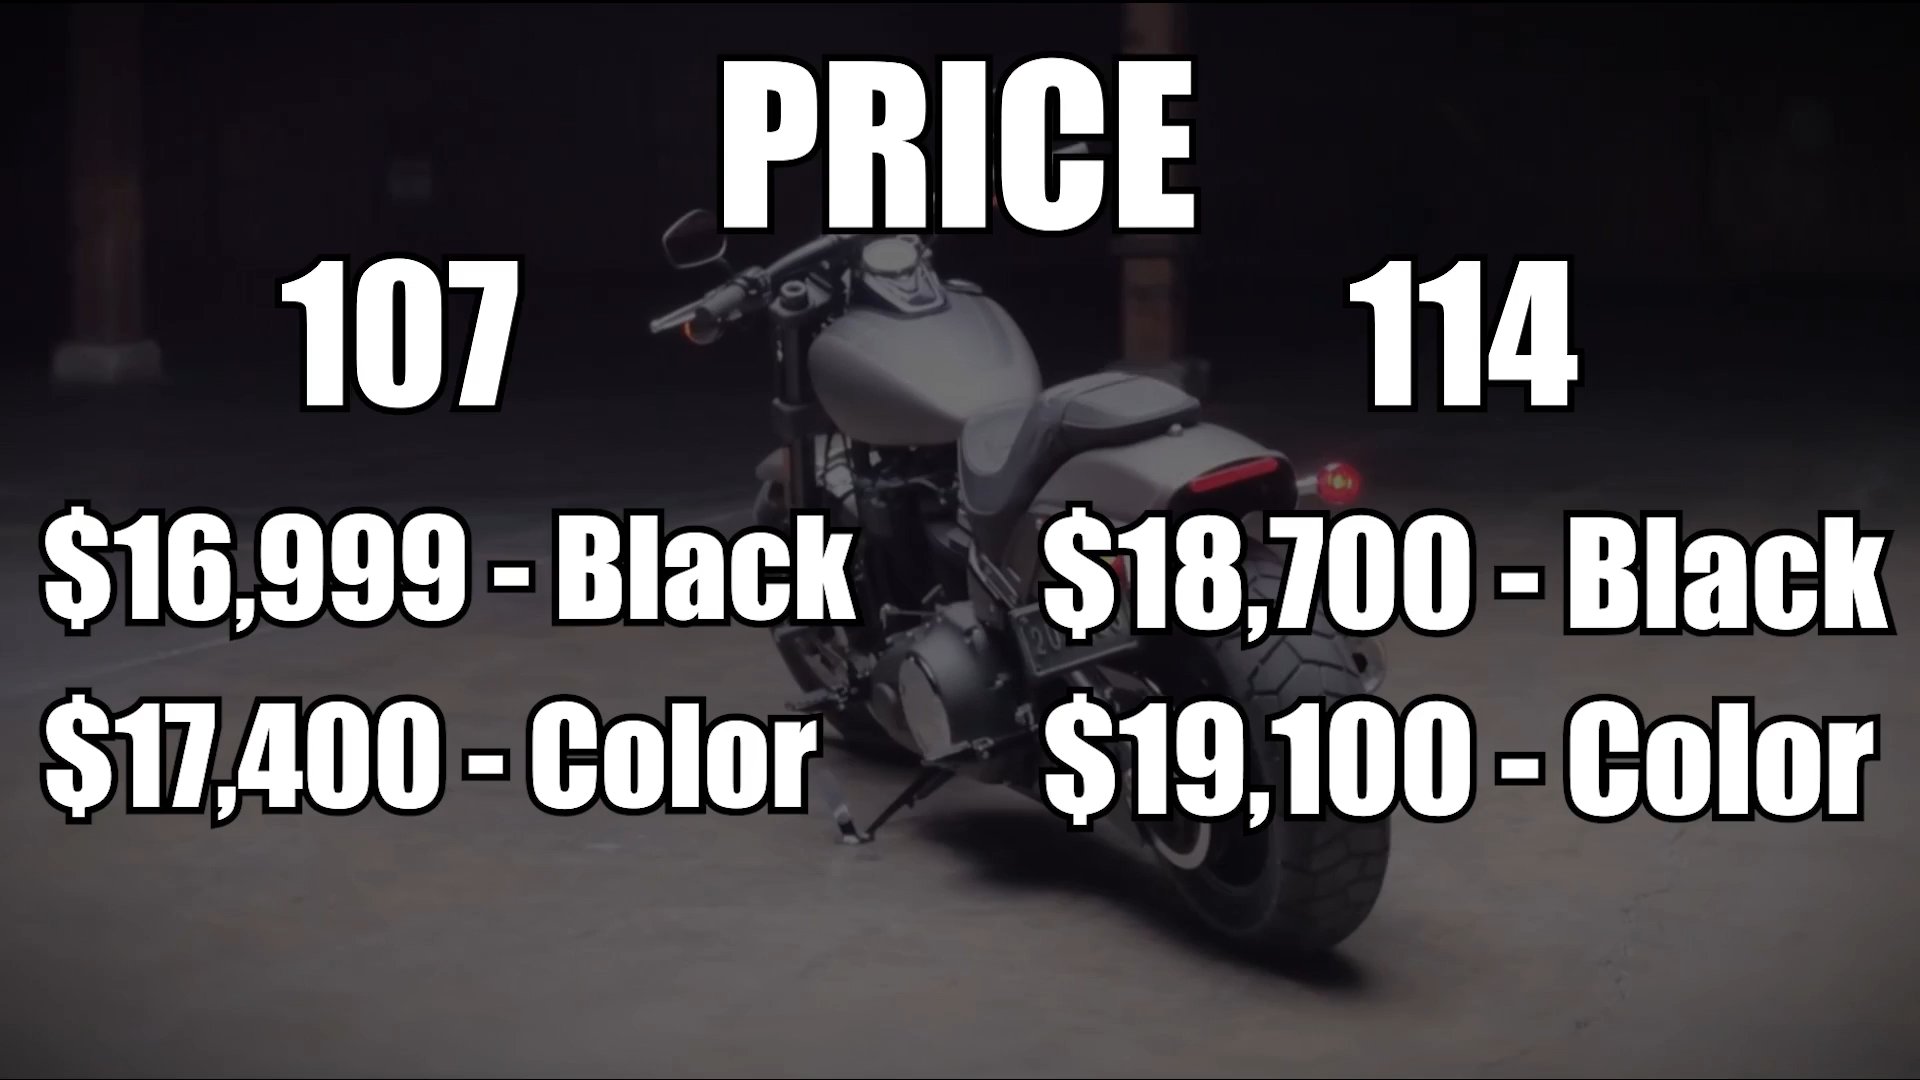 PRICE
107
114
$16,999 - Black
$18,700 - Black
$17,400 - Color
$19,100 - Color